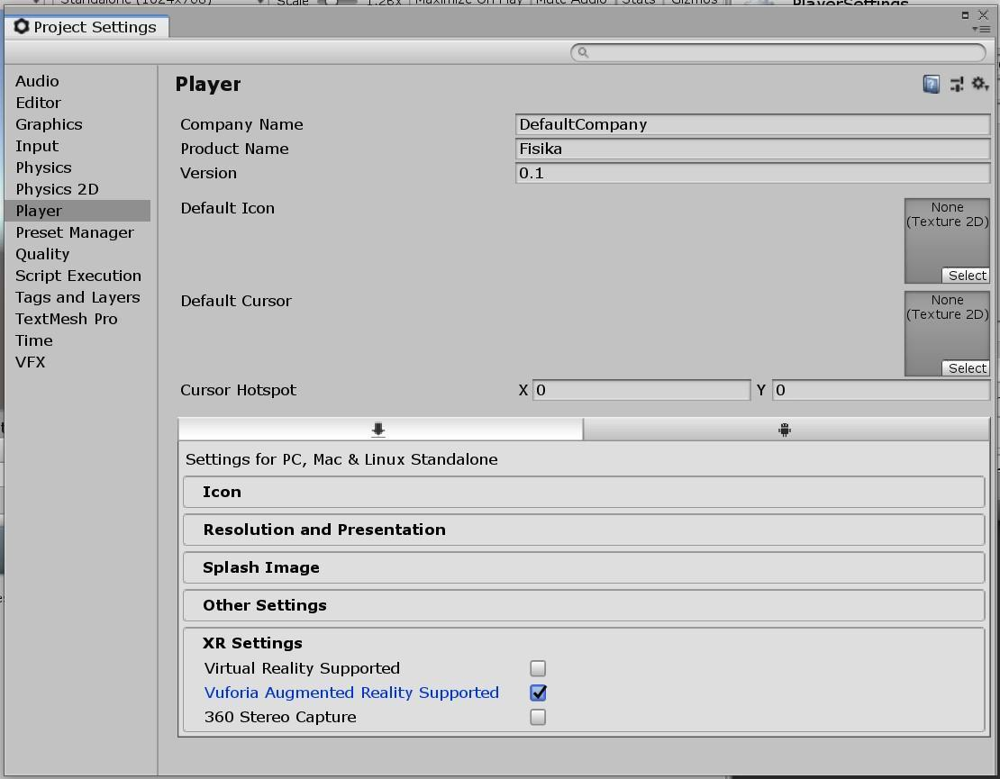 Standalone (1024x768)
Scale
1.26x
Maximize On Play
Mute Audio
Stats
Gizmos
PlayerSettings
Project Settings
Audio
Editor
Graphics
Input
Physics
Physics 2D
Player
Preset Manager
Quality
Script Execution
Tags and Layers
TextMesh Pro
Time
VFX
Player
Company Name
DefaultCompany
Product Name
Fisika
Version
0.1
Default Icon
None
(Texture 2D)
Select
Default Cursor
None
(Texture 2D)
Select
Cursor Hotspot
X 0
Y 0
Settings for PC, Mac & Linux Standalone
Icon
Resolution and Presentation
Splash Image
Other Settings
XR Settings
Virtual Reality Supported
Vuforia Augmented Reality Supported
360 Stereo Capture